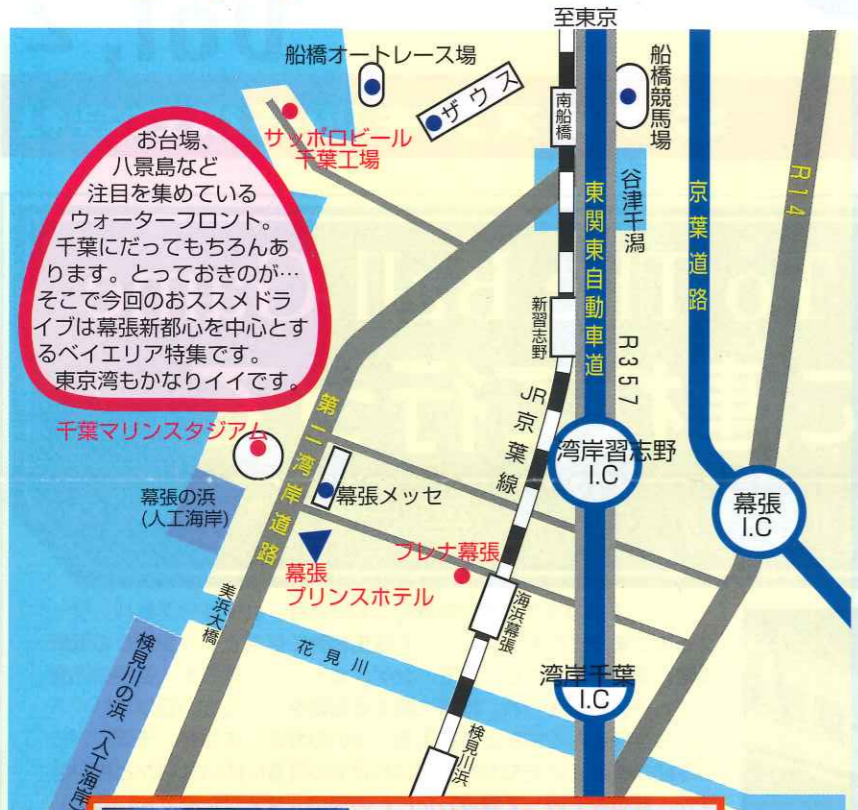 至東京
船橋オートレース場
ザウス
南船橋
船橋競馬場
サッポロビール
千葉工場
お台場、
八景島など
注目を集めている
ウォーターフロント。
千葉にだってもちろんあ
ります。とっておきのが…
そこで今回のおススメドラ
イブは幕張新都心を中心とす
るベイエリア特集です。
東京湾もかなりイイです。
谷津干潟
東関東自動車道
京葉道路
R14
新習志野
R357
JR京葉線
第二湾岸道路
千葉マリンスタジアム
湾岸習志野
I.C
幕張
I.C
幕張の浜
(人工海岸)
幕張メッセ
幕張
プリンスホテル
プレナ幕張
海浜幕張
美浜大橋
花見川
湾岸千葉
I.C
検見川の浜(人工海岸)
検見川浜